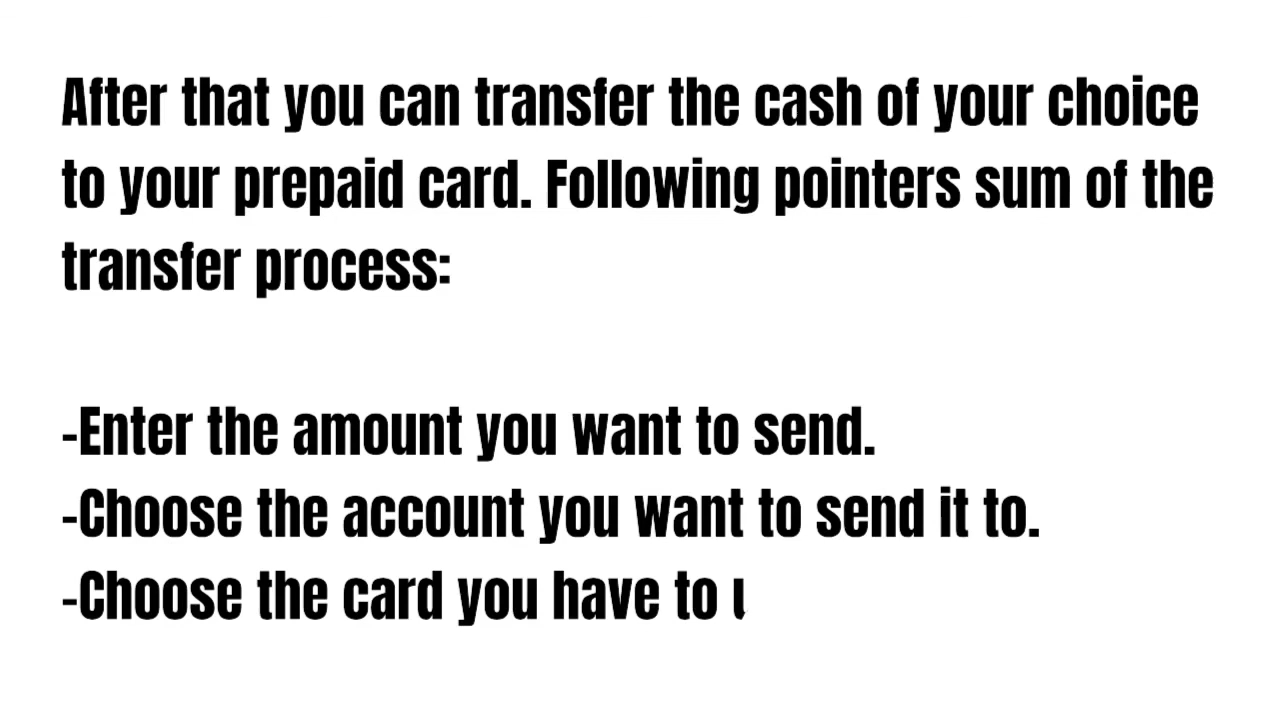 After that you can transfer the cash of your choice
to your prepaid card. Following pointers sum of the
transfer process:
-Enter the amount you want to send.
-Choose the account you want to send it to.
-Choose the card you have to